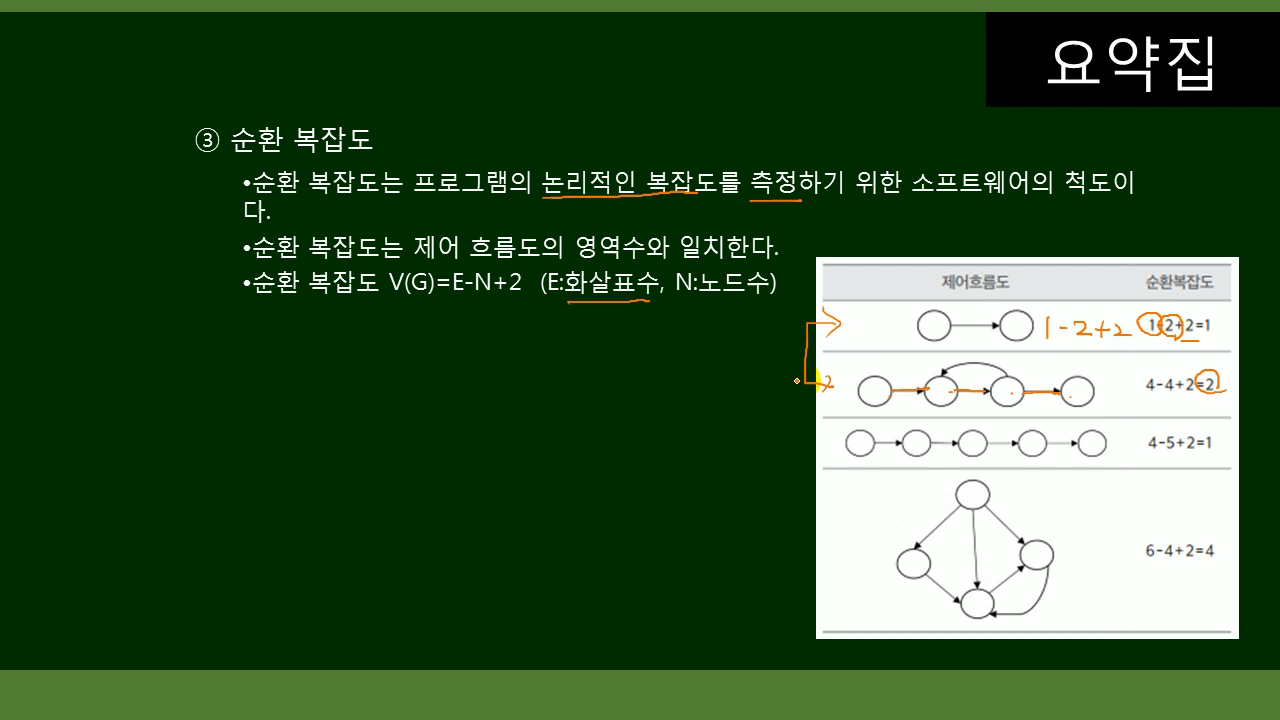 요약집
③ 순환 복잡도
•순환 복잡도는 프로그램의 논리적인 복잡도를 측정하기 위한 소프트웨어의 척도이
다.
•순환 복잡도는 제어 흐름도의 영역수와 일치한다.
•순환 복잡도 V(G)=E-N+2 (E:화살표수, N:노드수)
제어흐름도 순환복잡도
1-2+2 1-2+2=1
4-4+2=2
4-5+2=1
6-4+2=4